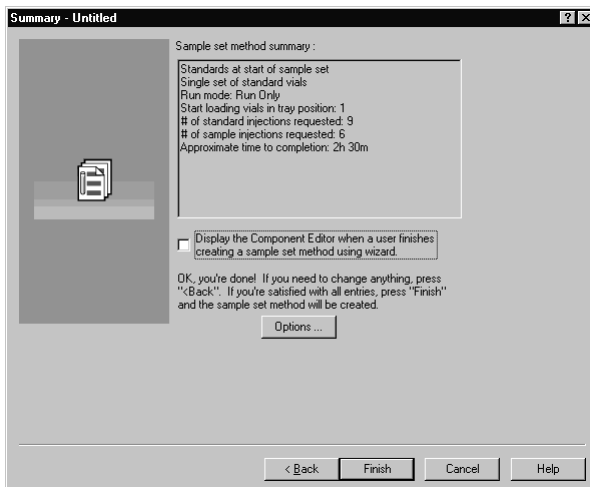 Summary - Untitled
Sample set method summary :
Standards at start of sample set
Single set of standard vials
Run mode: Run Only
Start loading vials in tray position: 1
# of standard injections requested: 9
# of sample injections requested: 6
Approximate time to completion: 2h 30m
Display the Component Editor when a user finishes
creating a sample set method using wizard.
OK, you're done! If you need to change anything, press
"<Back". If you're satisfied with all entries, press "Finish"
and the sample set method will be created.
Options ...
< Back Finish Cancel Help